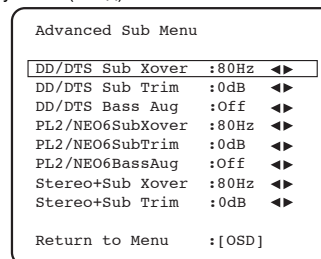 Advanced Sub Menu
DD/DTS Sub Xover :80Hz ◄►
DD/DTS Sub Trim :0dB ◄►
DD/DTS Bass Aug :Off ◄►
PL2/NEO6SubXover :80Hz ◄►
PL2/NEO6SubTrim :0dB ◄►
PL2/NEO6BassAug :Off ◄►
Stereo+Sub Xover :80Hz ◄►
Stereo+Sub Trim :0dB ◄►
Return to Menu :[OSD]